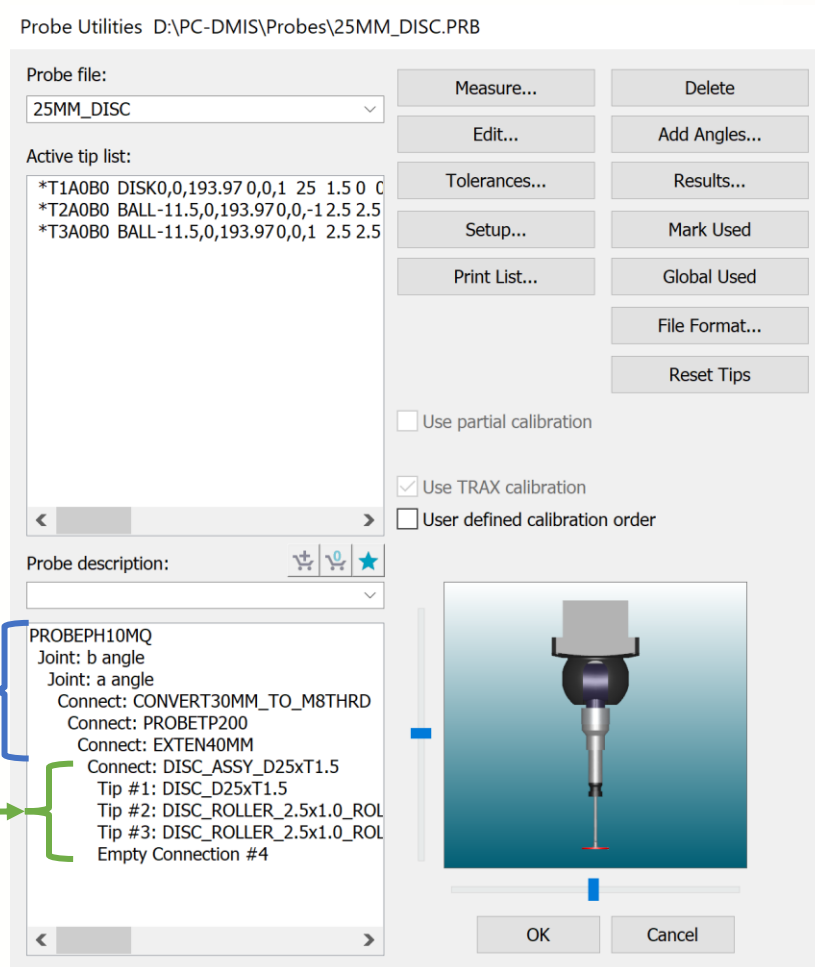 Probe Utilities D:\PC-DMIS\Probes\25MM_DISC.PRB
Probe file:
25MM_DISC
Active tip list:
*T1A0B0 DISK0,0,193.97 0,0,1 25 1.5 0 0
*T2A0B0 BALL-11.5,0,193.97 0,0,-1 2.5 2.5
*T3A0B0 BALL-11.5,0,193.97 0,0,1 2.5 2.5
Measure...
Delete
Edit...
Add Angles...
Tolerances...
Results...
Setup...
Mark Used
Print List...
Global Used
File Format...
Reset Tips
Use partial calibration
Use TRAX calibration
User defined calibration order
Probe description:
PROBEPH10MQ
Joint: b angle
Joint: a angle
Connect: CONVERT30MM_TO_M8THRD
Connect: PROBETP200
Connect: EXTEN40MM
Connect: DISC_ASSY_D25xT1.5
Tip #1: DISC_D25xT1.5
Tip #2: DISC_ROLLER_2.5x1.0_ROL
Tip #3: DISC_ROLLER_2.5x1.0_ROL
Empty Connection #4
OK
Cancel